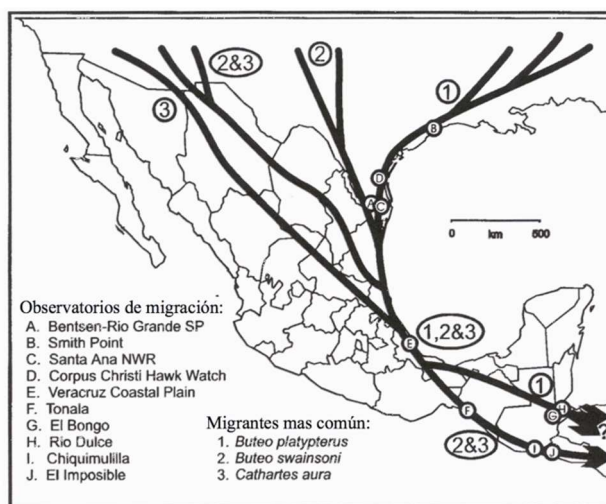 2&3
2
1
3
B
D
A
C
0 km 500
Observatorios de migración:
A. Bentsen-Rio Grande SP
B. Smith Point
C. Santa Ana NWR
D. Corpus Christi Hawk Watch
E. Veracruz Coastal Plain
F. Tonala
G. El Bongo
H. Rio Dulce
I. Chiquimulilla
J. El Imposible
1,2&3
E
1
F
H
G
?
2&3
I
J
Migrantes mas común:
1. Buteo platypterus
2. Buteo swainsoni
3. Cathartes aura